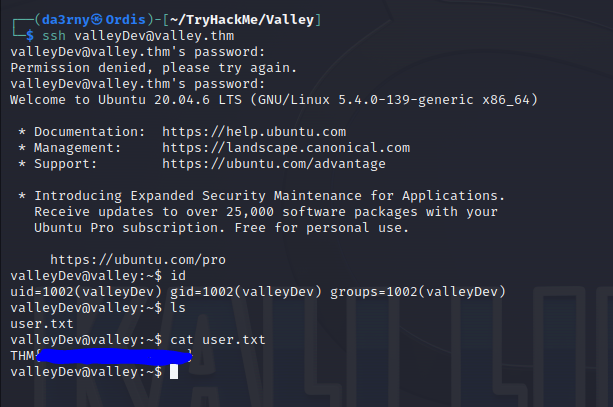 ┌──(da3rny㉿Ordis)-[~/TryHackMe/Valley]
└─$ ssh valleyDev@valley.thm
valleyDev@valley.thm's password:
Permission denied, please try again.
valleyDev@valley.thm's password:
Welcome to Ubuntu 20.04.6 LTS (GNU/Linux 5.4.0-139-generic x86_64)
* Documentation:  https://help.ubuntu.com
* Management:     https://landscape.canonical.com
* Support:        https://ubuntu.com/advantage
* Introducing Expanded Security Maintenance for Applications.
Receive updates to over 25,000 software packages with your
Ubuntu Pro subscription. Free for personal use.
https://ubuntu.com/pro
valleyDev@valley:~$ id
uid=1002(valleyDev) gid=1002(valleyDev) groups=1002(valleyDev)
valleyDev@valley:~$ ls
user.txt
valleyDev@valley:~$ cat user.txt
THM{ }
valleyDev@valley:~$